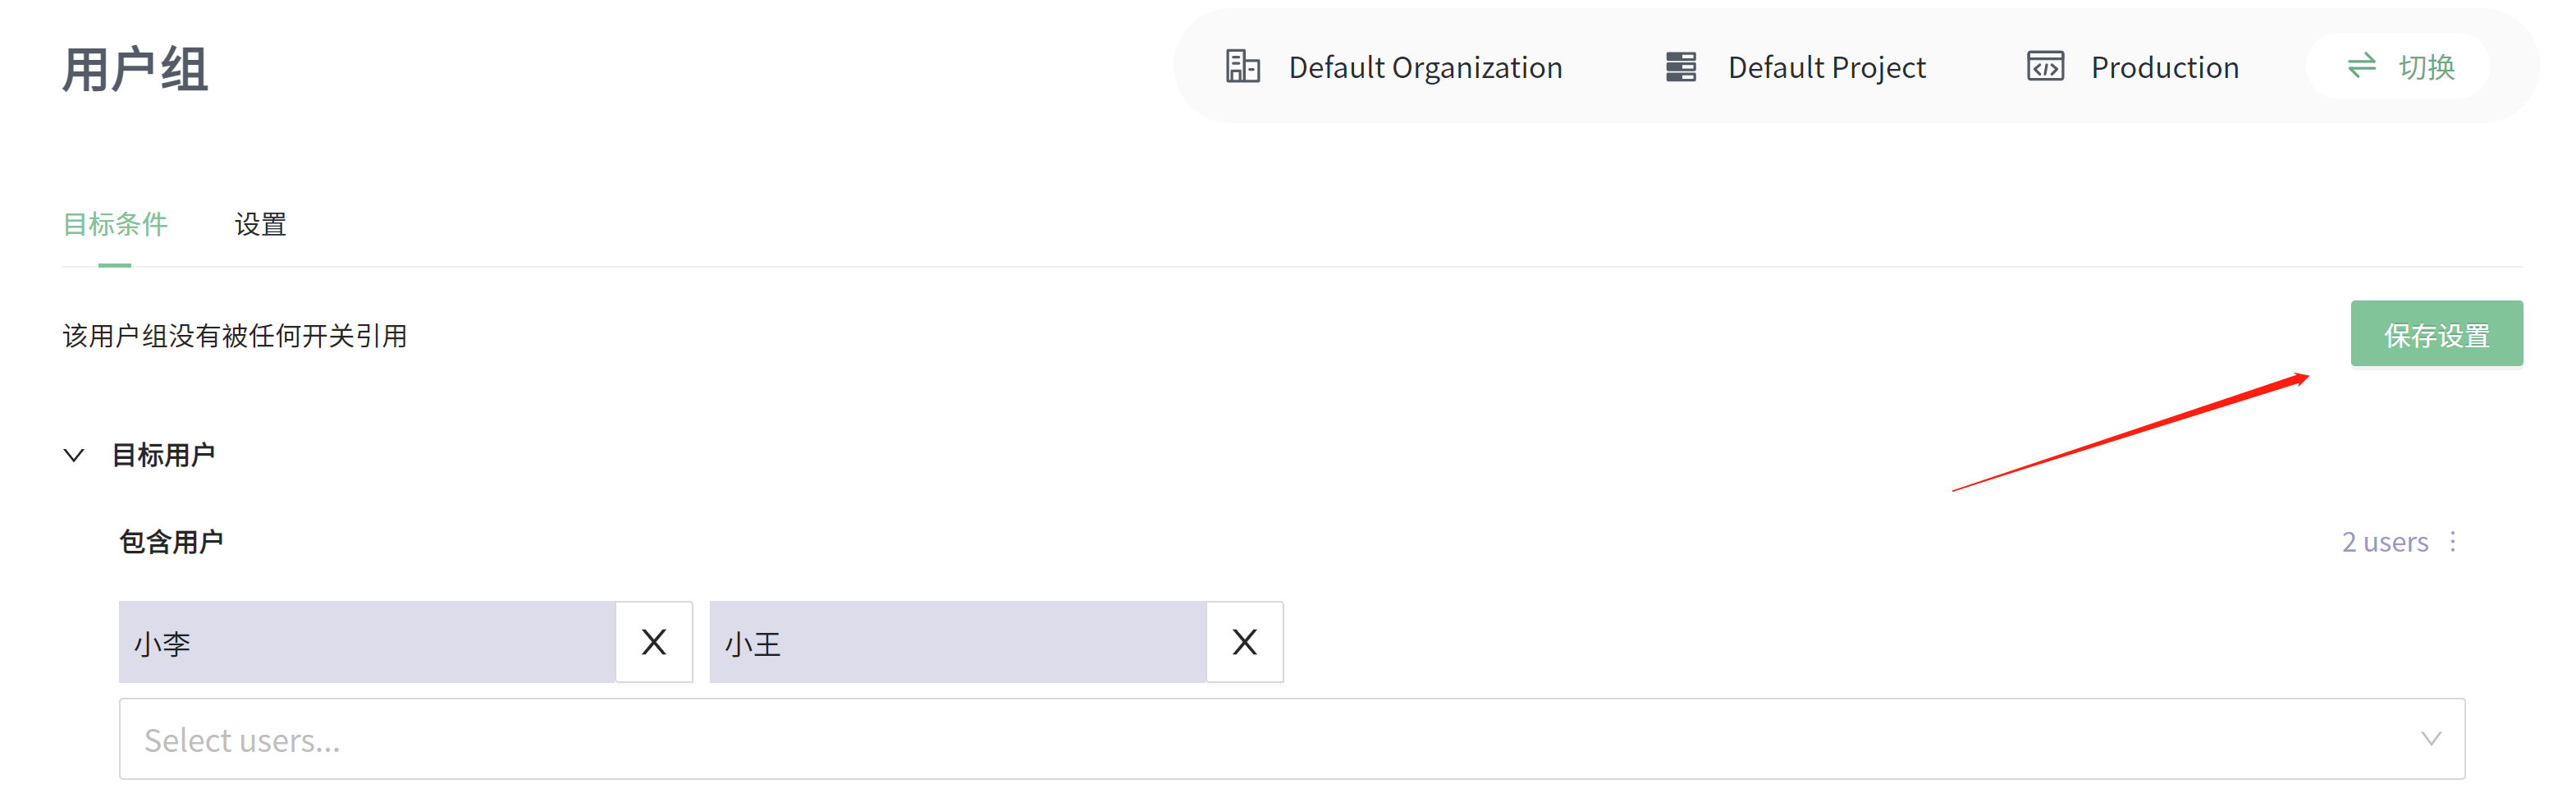 用户组
Default Organization Default Project Production 切换
目标条件 设置
该用户组没有被任何开关引用 保存设置
目标用户
包含用户 2 users
小李 X 小王 X
Select users...